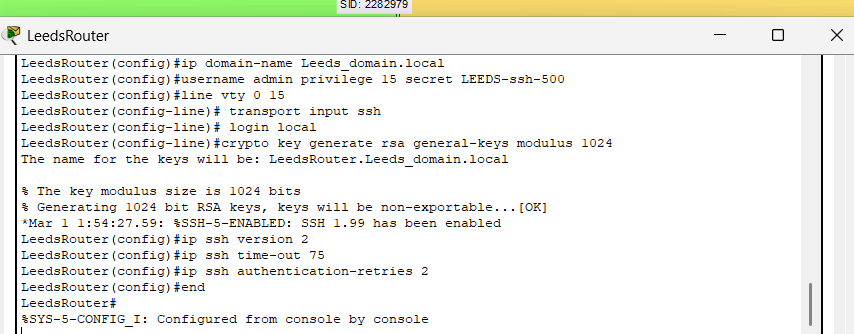 SID: 2282979
LeedsRouter
LeedsRouter(config)#ip domain-name Leeds_domain.local
LeedsRouter(config)#username admin privilege 15 secret LEEDS-ssh-500
LeedsRouter(config)#line vty 0 15
LeedsRouter(config-line)# transport input ssh
LeedsRouter(config-line)# login local
LeedsRouter(config-line)#crypto key generate rsa general-keys modulus 1024
The name for the keys will be: LeedsRouter.Leeds_domain.local
% The key modulus size is 1024 bits
% Generating 1024 bit RSA keys, keys will be non-exportable...[OK]
*Mar 1 1:54:27.59: %SSH-5-ENABLED: SSH 1.99 has been enabled
LeedsRouter(config)#ip ssh version 2
LeedsRouter(config)#ip ssh time-out 75
LeedsRouter(config)#ip ssh authentication-retries 2
LeedsRouter(config)#end
LeedsRouter#
%SYS-5-CONFIG_I: Configured from console by console